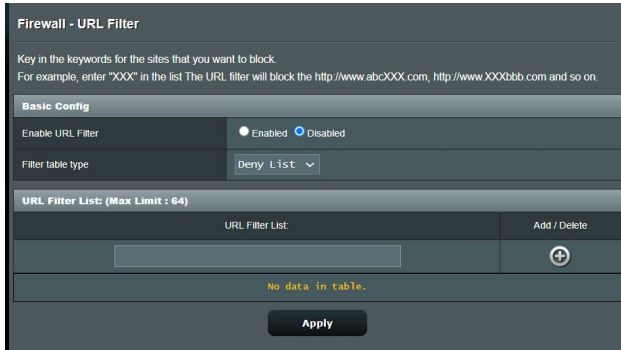 Firewall - URL Filter
Key in the keywords for the sites that you want to block.
For example, enter "XXX" in the list The URL filter will block the http://www.abcXXX.com, http://www.XXXbbb.com and so on.
Basic Config
Enable URL Filter
Enabled Disabled
Filter table type
Deny List
URL Filter List: (Max Limit : 64)
URL Filter List:
Add / Delete
No data in table.
Apply